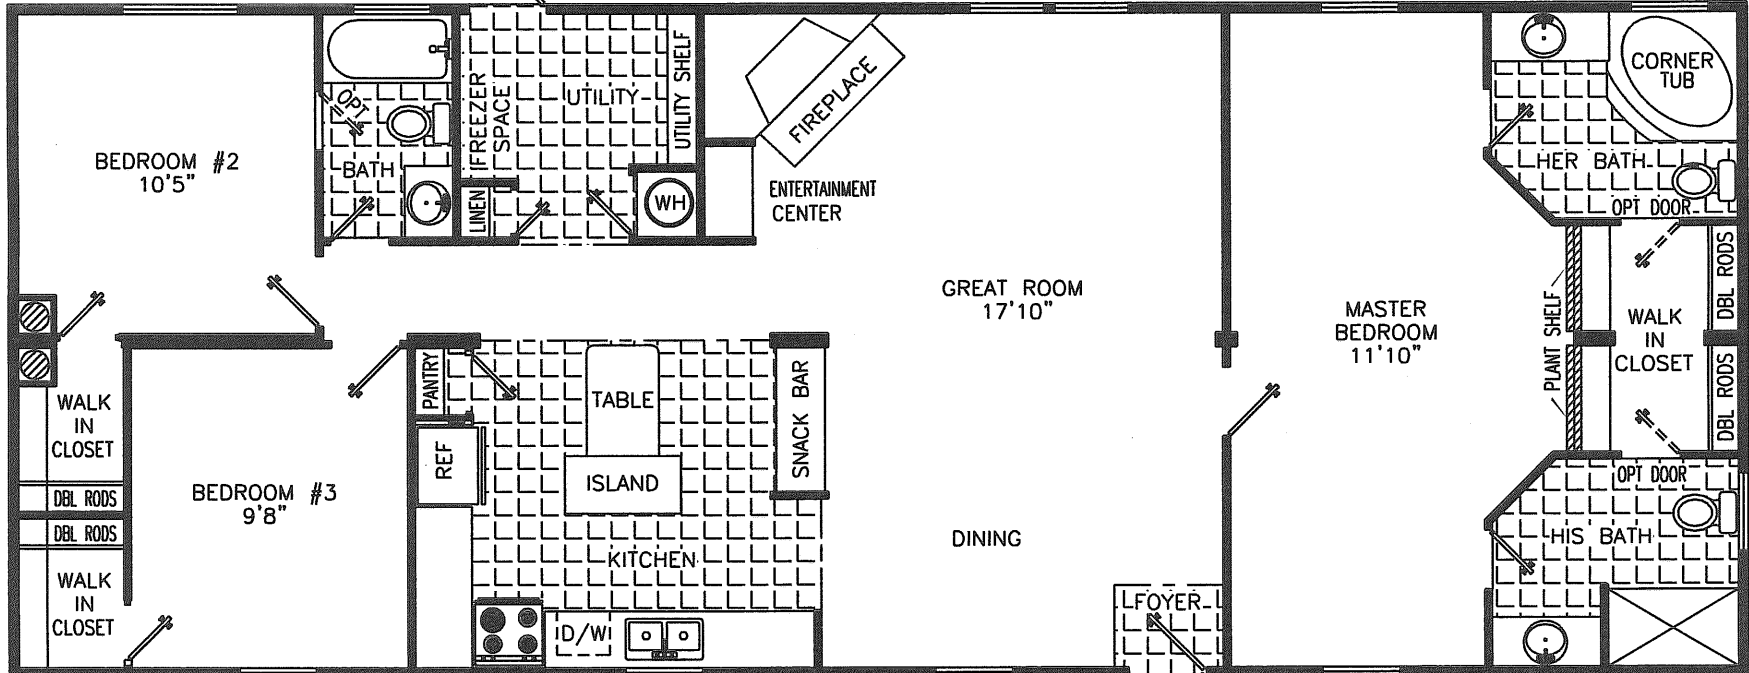 BEDROOM #2
10'5"
OPT
BATH
FREEZER
SPACE
LINEN
UTILITY
UTILITY SHELF
WH
FIREPLACE
ENTERTAINMENT
CENTER
GREAT ROOM
17'10"
MASTER
BEDROOM
11'10"
CORNER
TUB
HER BATH
OPT DOOR
DBL RODS
PLANT SHELF
WALK
IN
CLOSET
DBL RODS
OPT DOOR
HIS BATH
WALK
IN
CLOSET
DBL RODS
DBL RODS
WALK
IN
CLOSET
BEDROOM #3
9'8"
PANTRY
REF
TABLE
ISLAND
SNACK BAR
KITCHEN
D/W
DINING
FOYER